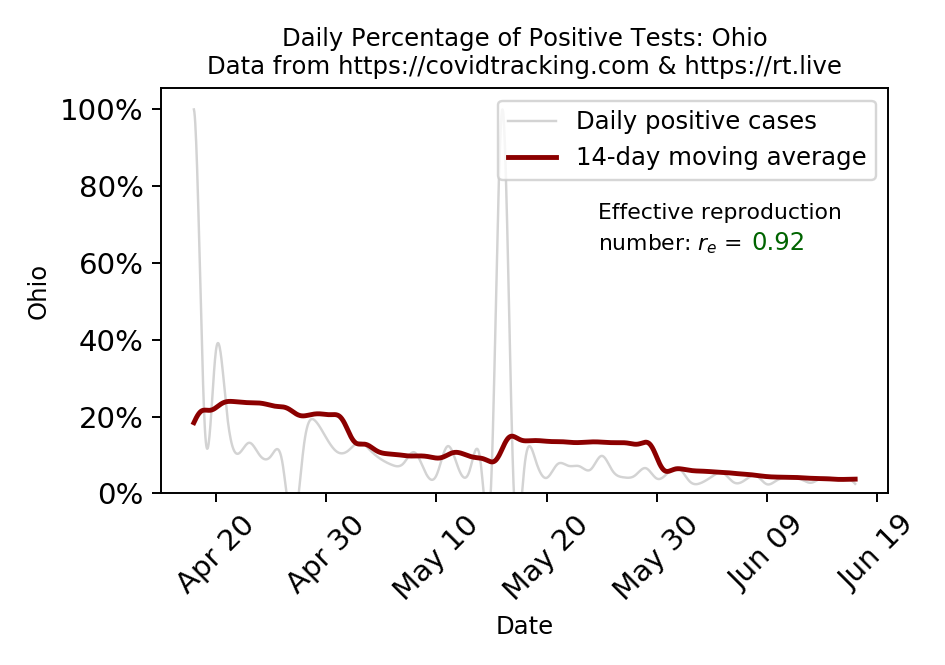 Daily Percentage of Positive Tests: Ohio
Data from https://covidtracking.com & https://rt.live
100%
80%
60%
40%
20%
0%
Ohio
Daily positive cases
14-day moving average
Effective reproduction
number: rₑ = 0.92
Apr 20
Apr 30
May 10
May 20
May 30
Jun 09
Jun 19
Date